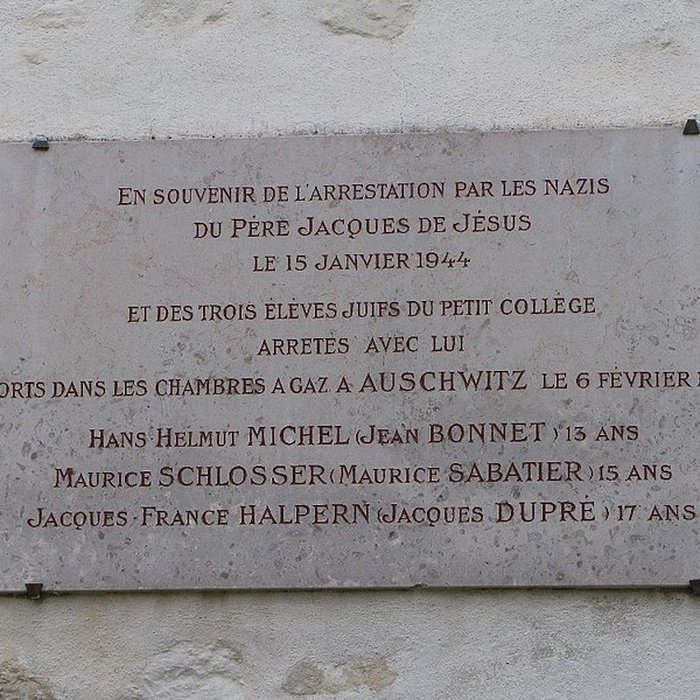 EN SOUVENIR DE L'ARRESTATION PAR LES NAZIS
DU PÈRE JACQUES DE JÉSUS
LE 15 JANVIER 1944
ET DES TROIS ÉLÈVES JUIFS DU PETIT COLLÈGE
ARRETÉS AVEC LUI
ORTS DANS LES CHAMBRES A GAZ A AUSCHWITZ LE 6 FÉVRIER
HANS-HELMUT MICHEL (JEAN BONNET) 13 ANS
MAURICE SCHLOSSER (MAURICE SABATIER) 15 ANS
JACQUES-FRANCE HALPERN (JACQUES DUPRÉ) 17 ANS